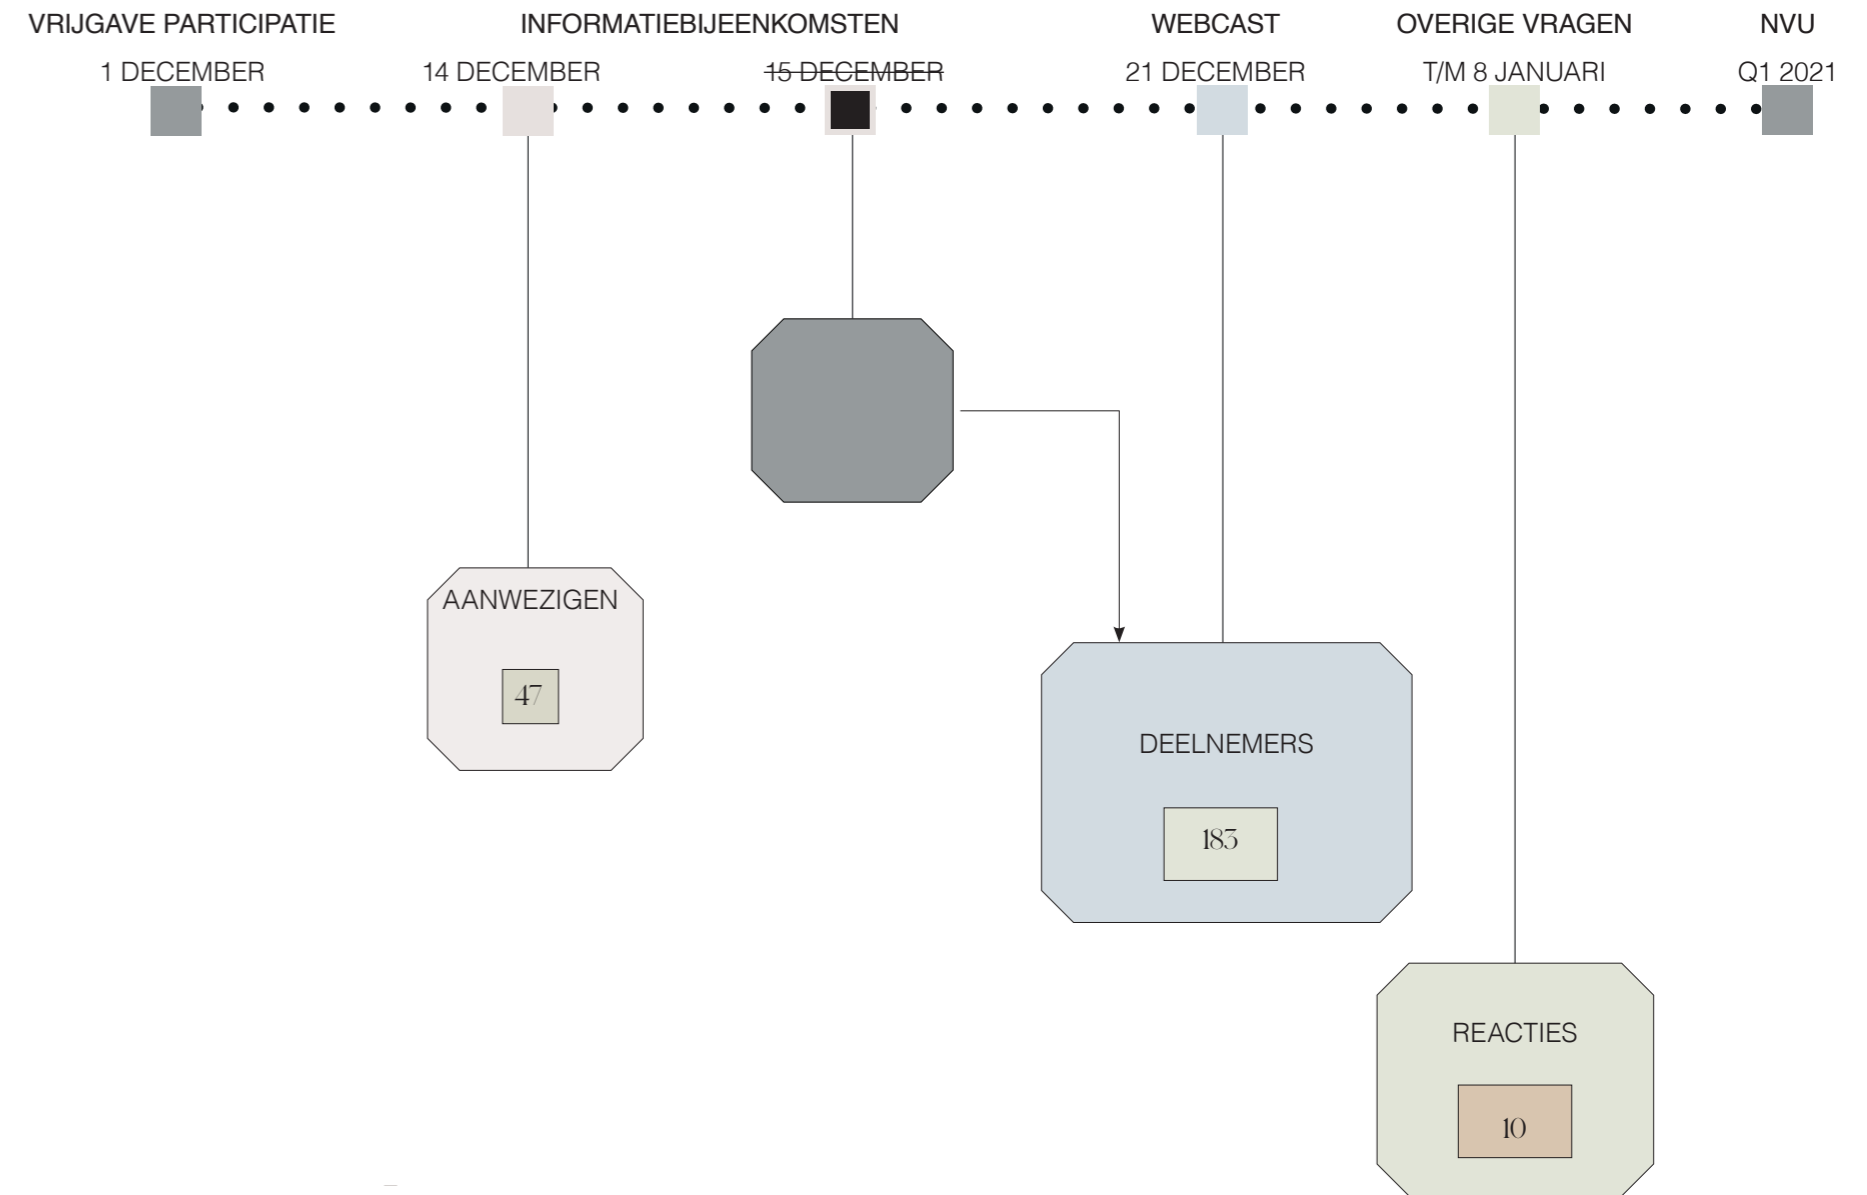 VRIJGAVE PARTICIPATIE
1 DECEMBER
INFORMATIEBIJEENKOMSTEN
14 DECEMBER
15 DECEMBER
WEBCAST
21 DECEMBER
OVERIGE VRAGEN
T/M 8 JANUARI
NVU
Q1 2021
AANWEZIGEN
47
DEELNEMERS
183
REACTIES
10